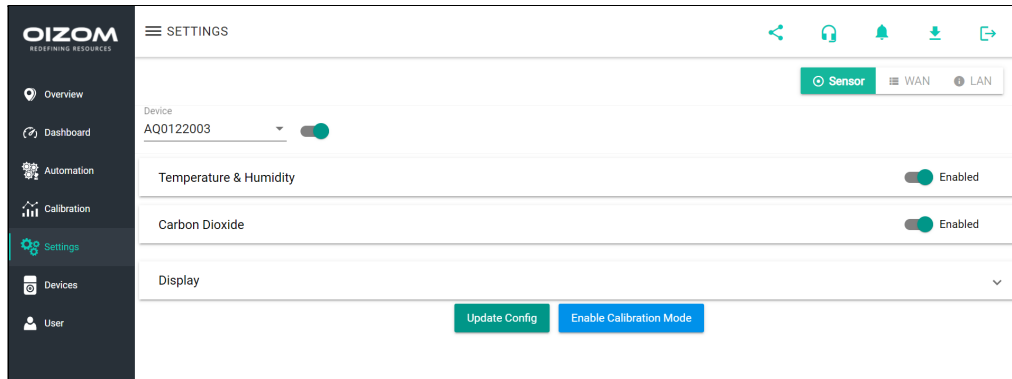 OIZOM
REDEFINING RESOURCES
SETTINGS
Overview
Dashboard
Automation
Calibration
Settings
Devices
User
Sensor WAN LAN
Device
AQ0122003
Temperature & Humidity Enabled
Carbon Dioxide Enabled
Display
Update Config Enable Calibration Mode